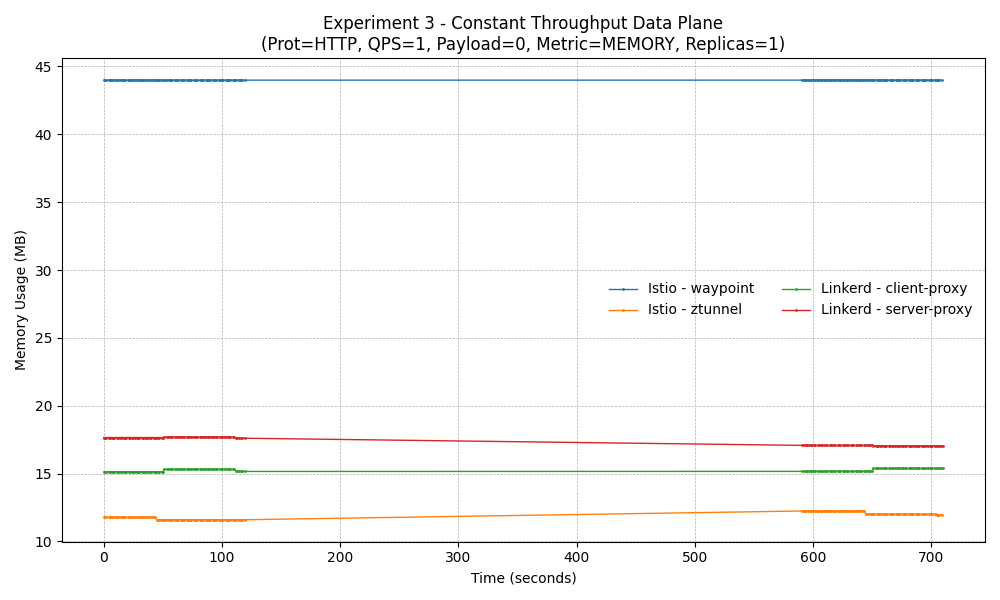 Experiment 3 - Constant Throughput Data Plane
(Prot=HTTP, QPS=1, Payload=0, Metric=MEMORY, Replicas=1)
Memory Usage (MB)
45
40
35
30
25
20
15
10
Istio - waypoint
Istio - ztunnel
Linkerd - client-proxy
Linkerd - server-proxy
0 100 200 300 400 500 600 700
Time (seconds)